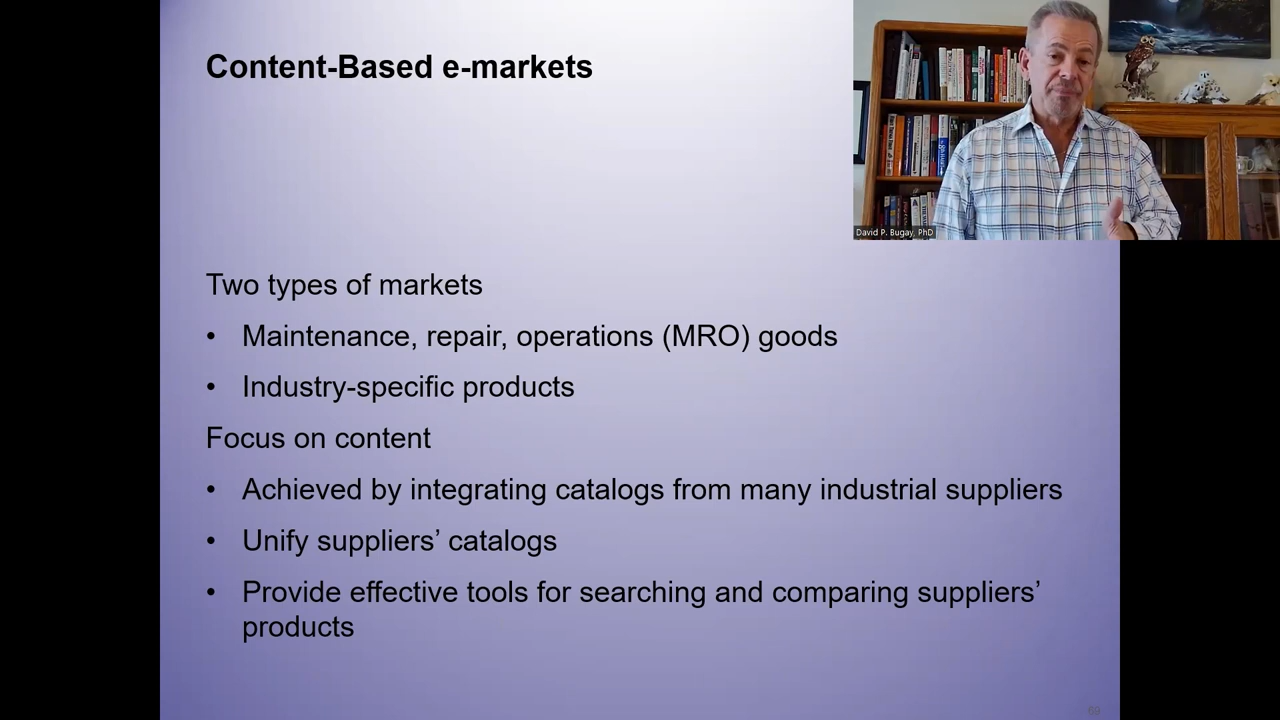 Content-Based e-markets
David P. Bugay, PhD
Two types of markets
• Maintenance, repair, operations (MRO) goods
• Industry-specific products
Focus on content
• Achieved by integrating catalogs from many industrial suppliers
• Unify suppliers’ catalogs
• Provide effective tools for searching and comparing suppliers’
products
69